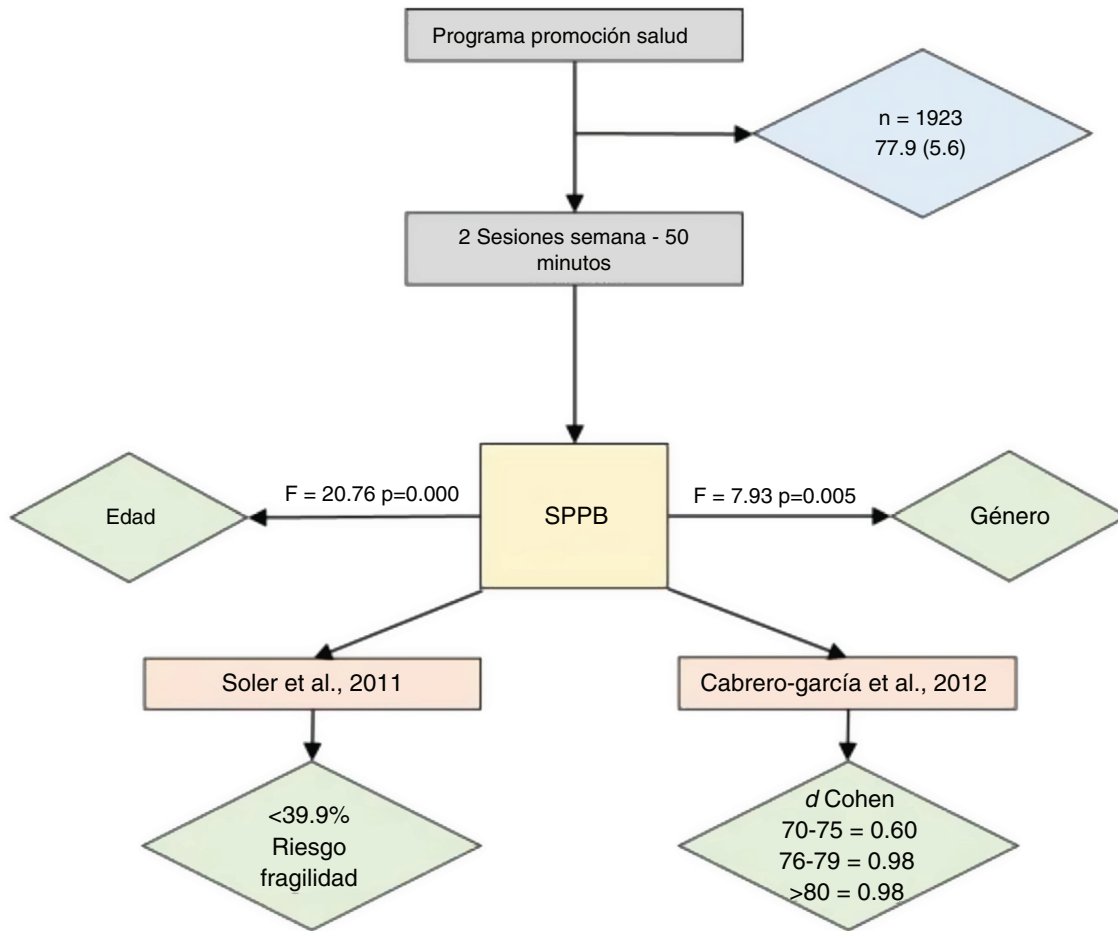 Programa promoción salud
n = 1923
77.9 (5.6)
2 Sesiones semana - 50
minutos
F = 20.76 p=0.000
F = 7.93 p=0.005
Edad
SPPB
Género
Soler et al., 2011
Cabrero-garcía et al., 2012
<39.9%
Riesgo
fragilidad
d Cohen
70-75 = 0.60
76-79 = 0.98
>80 = 0.98